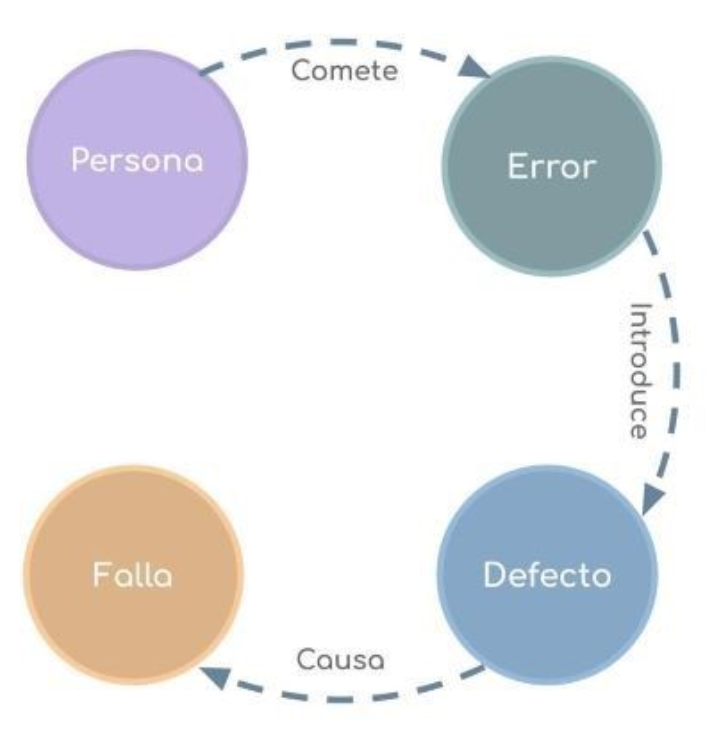 Comete
Persona
Error
Introduce
Falla
Defecto
Causa